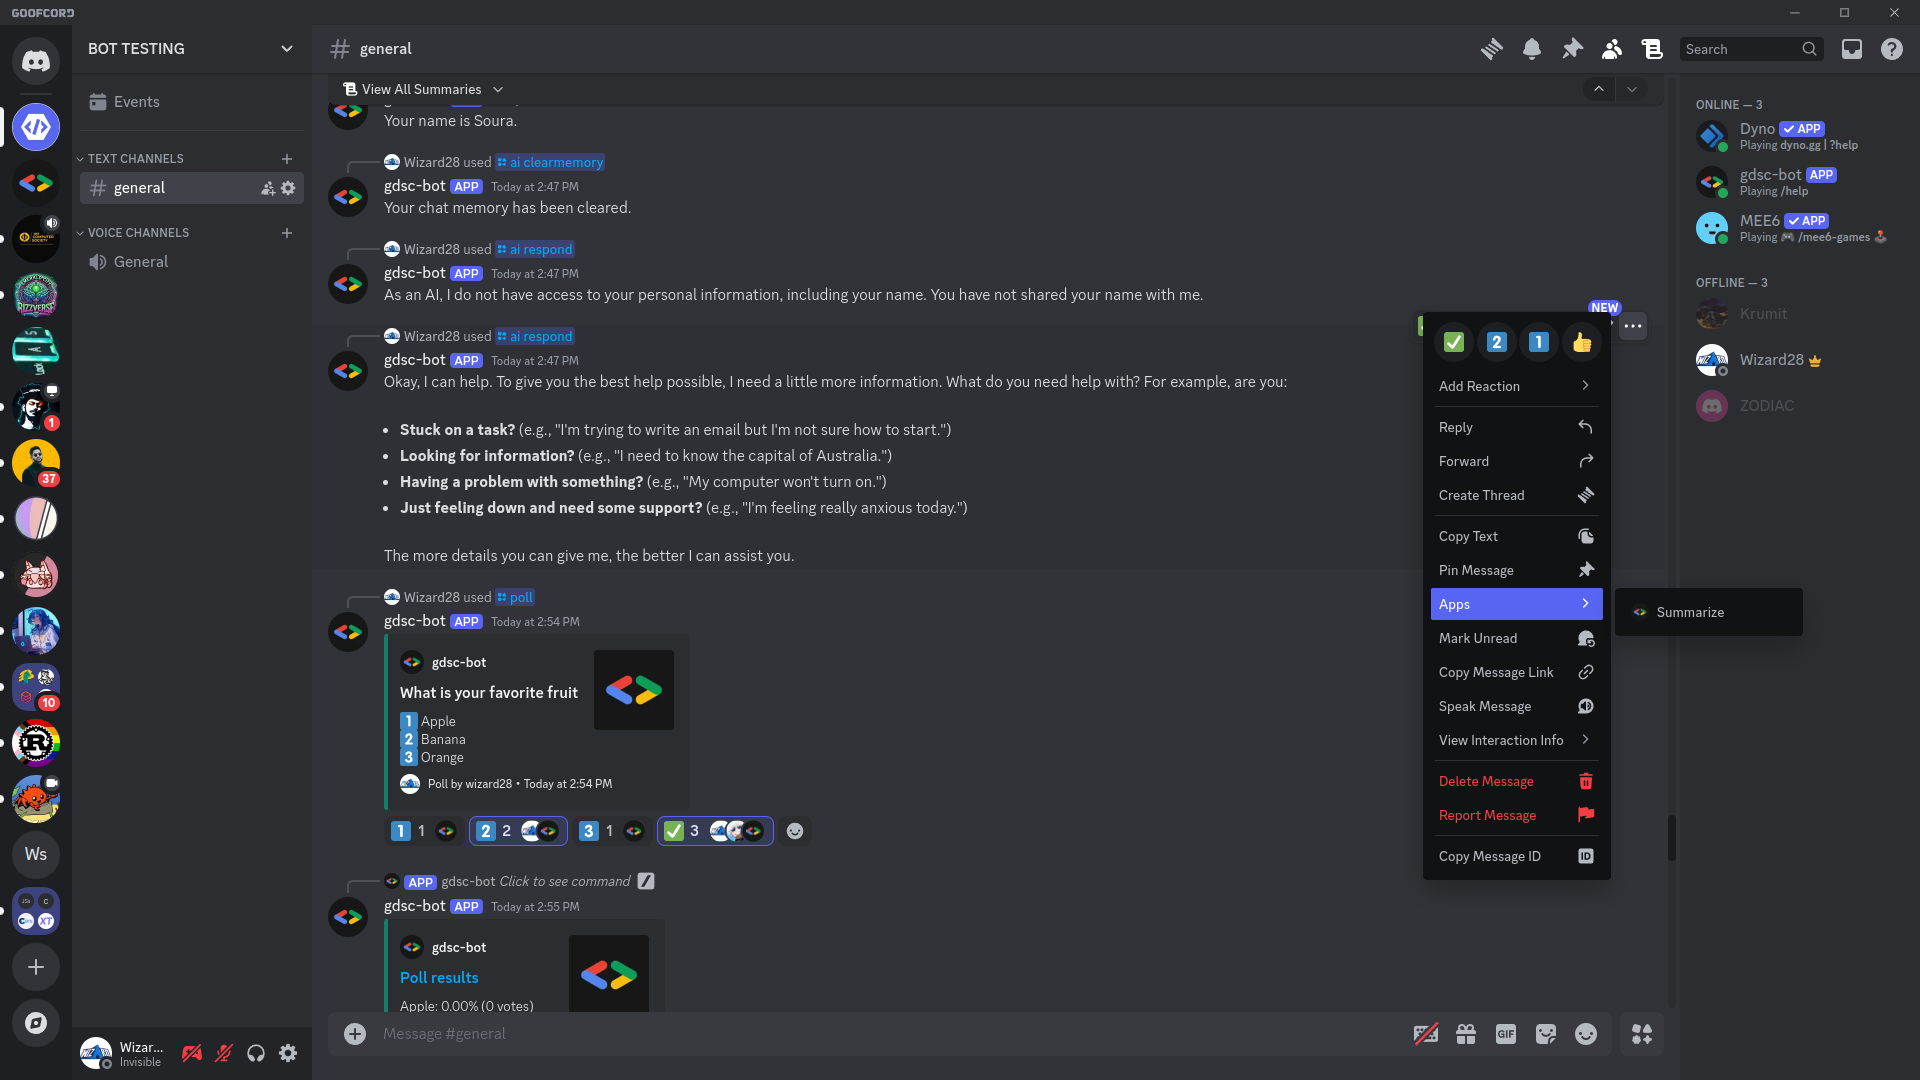 GOOFCORD
BOT TESTING
general
Search
Events
TEXT CHANNELS
general
VOICE CHANNELS
General
1
37
10
Ws
Wizar...
Invisible
View All Summaries
Your name is Soura.
Wizard28 used ai clearmemory
gdsc-bot APP Today at 2:47 PM
Your chat memory has been cleared.
Wizard28 used ai respond
gdsc-bot APP Today at 2:47 PM
As an AI, I do not have access to your personal information, including your name. You have not shared your name with me.
Wizard28 used ai respond
gdsc-bot APP Today at 2:47 PM
Okay, I can help. To give you the best help possible, I need a little more information. What do you need help with? For example, are you:
• Stuck on a task? (e.g., "I'm trying to write an email but I'm not sure how to start.")
• Looking for information? (e.g., "I need to know the capital of Australia.")
• Having a problem with something? (e.g., "My computer won't turn on.")
• Just feeling down and need some support? (e.g., "I'm feeling really anxious today.")
The more details you can give me, the better I can assist you.
Wizard28 used poll
gdsc-bot APP Today at 2:54 PM
gdsc-bot
What is your favorite fruit
1 Apple
2 Banana
3 Orange
Poll by wizard28 • Today at 2:54 PM
1 1 2 2 3 1 3
APP gdsc-bot Click to see command
gdsc-bot APP Today at 2:55 PM
gdsc-bot
Poll results
Apple: 0.00% (0 votes)
Message #general
GIF
NEW
2 1
Add Reaction
Reply
Forward
Create Thread
Copy Text
Pin Message
Apps
Summarize
Mark Unread
Copy Message Link
Speak Message
View Interaction Info
Delete Message
Report Message
Copy Message ID
ID
ONLINE — 3
Dyno APP
Playing dyno.gg | ?help
gdsc-bot APP
Playing /help
MEE6 APP
Playing 🎮 /mee6-games 🕹️
OFFLINE — 3
Krumit
Wizard28
ZODIAC